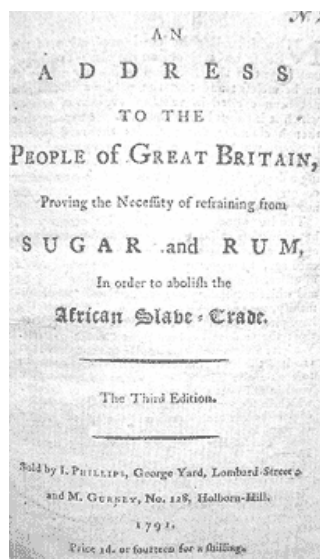 AN
ADDRESS
TO THE
PEOPLE of GREAT BRITAIN,
Proving the Neceſſity of refraining from
SUGAR and RUM,
In order to aboliſh the
African Slave-Trade.
The Third Edition.
Sold by I. PHILLIPS, George Yard, Lombard-Street;
and M. GURNEY, No. 128, Holborn-Hill.
1791.
Price 1d. or fourteen for a ſhilling.